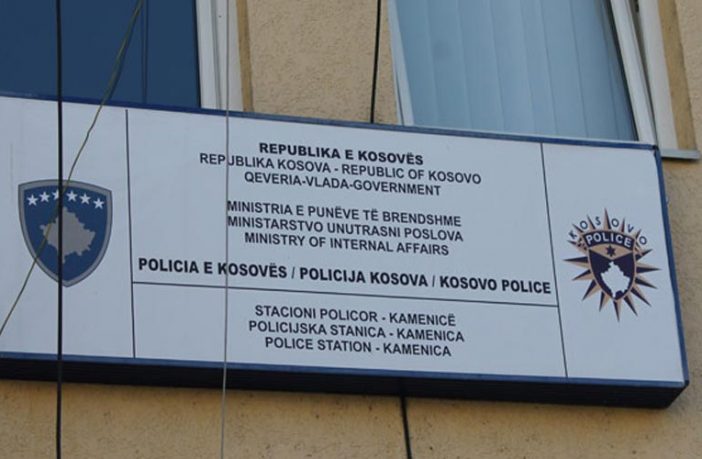 REPUBLIKA E KOSOVËS
REPUBLIKA KOSOVA - REPUBLIC OF KOSOVO
QEVERIA-VLADA-GOVERNMENT
MINISTRIA E PUNËVE TË BRENDSHME
MINISTARSTVO UNUTRASNI POSLOVA
MINISTRY OF INTERNAL AFFAIRS
POLICIA E KOSOVËS / POLICIJA KOSOVA / KOSOVO POLICE
STACIONI POLICOR - KAMENICË
POLICIJSKA STANICA - KAMENICA
POLICE STATION - KAMENICA
KOSOVO
POLICE